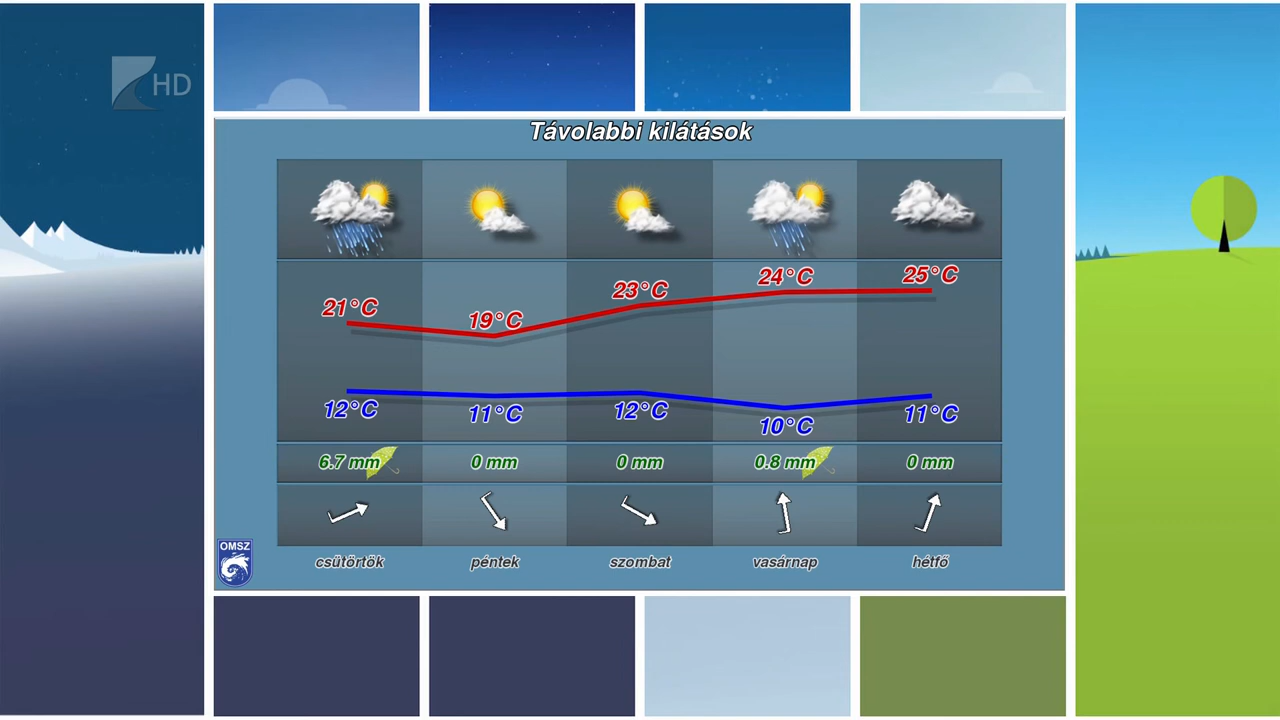 HD
Távolabbi kilátások
21°C 19°C 23°C 24°C 25°C
12°C 11°C 12°C 10°C 11°C
6.7 mm 0 mm 0 mm 0.8 mm 0 mm
OMSZ
csütörtök péntek szombat vasárnap hétfő